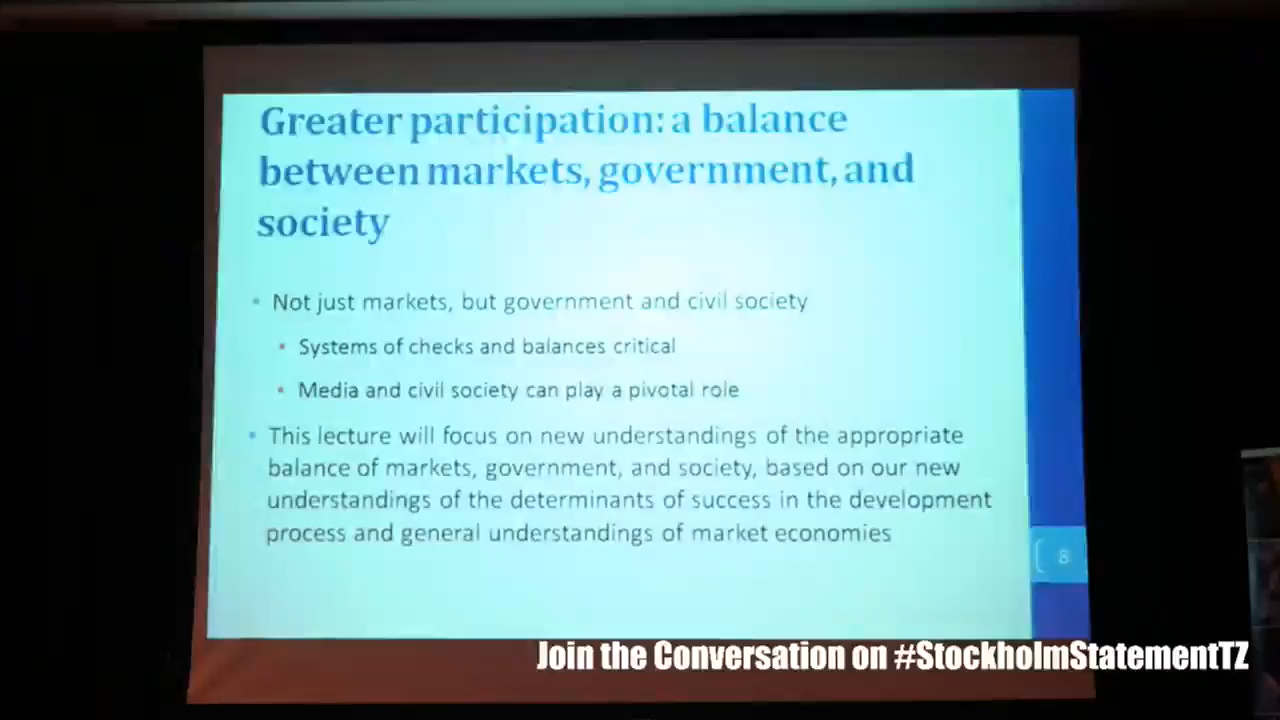 Greater participation: a balance
between markets, government, and
society
• Not just markets, but government and civil society
• Systems of checks and balances critical
• Media and civil society can play a pivotal role
• This lecture will focus on new understandings of the appropriate
balance of markets, government, and society, based on our new
understandings of the determinants of success in the development
process and general understandings of market economies
8
Join the Conversation on #StockholmStatementTZ